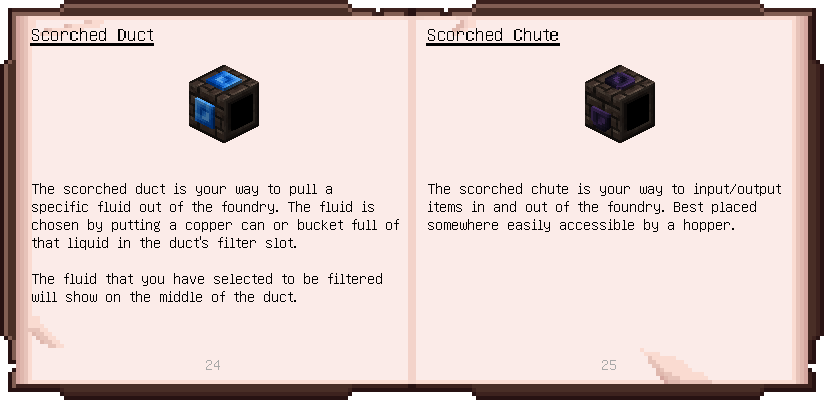 Scorched Duct
The scorched duct is your way to pull a
specific fluid out of the foundry. The fluid is
chosen by putting a copper can or bucket full of
that liquid in the duct's filter slot.
The fluid that you have selected to be filtered
will show on the middle of the duct.
24
Scorched Chute
The scorched chute is your way to input/output
items in and out of the foundry. Best placed
somewhere easily accessible by a hopper.
25